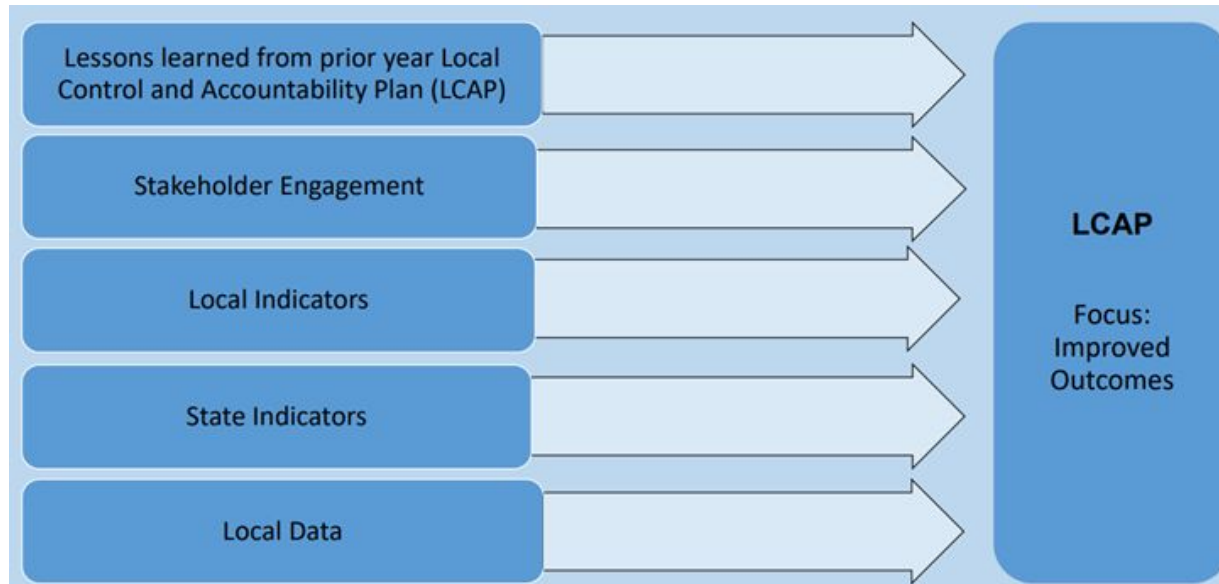 Lessons learned from prior year Local
Control and Accountability Plan (LCAP)
Stakeholder Engagement
Local Indicators
State Indicators
Local Data
LCAP
Focus:
Improved
Outcomes